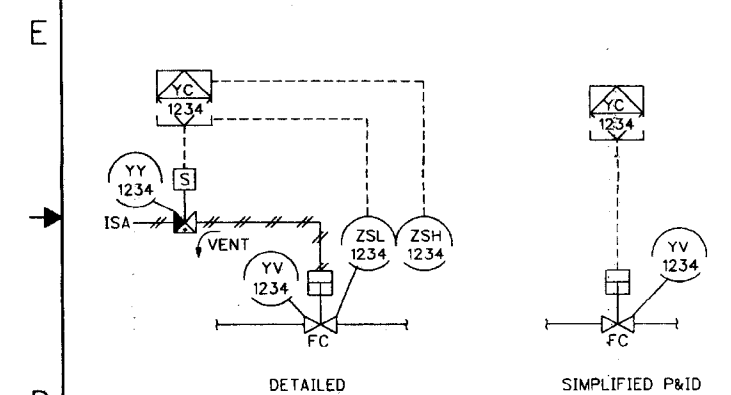 E
YC
1234
YC
1234
YY
1234
S
ISA
VENT
ZSL
1234
ZSH
1234
YV
1234
YV
1234
FC
FC
DETAILED
SIMPLIFIED P&ID